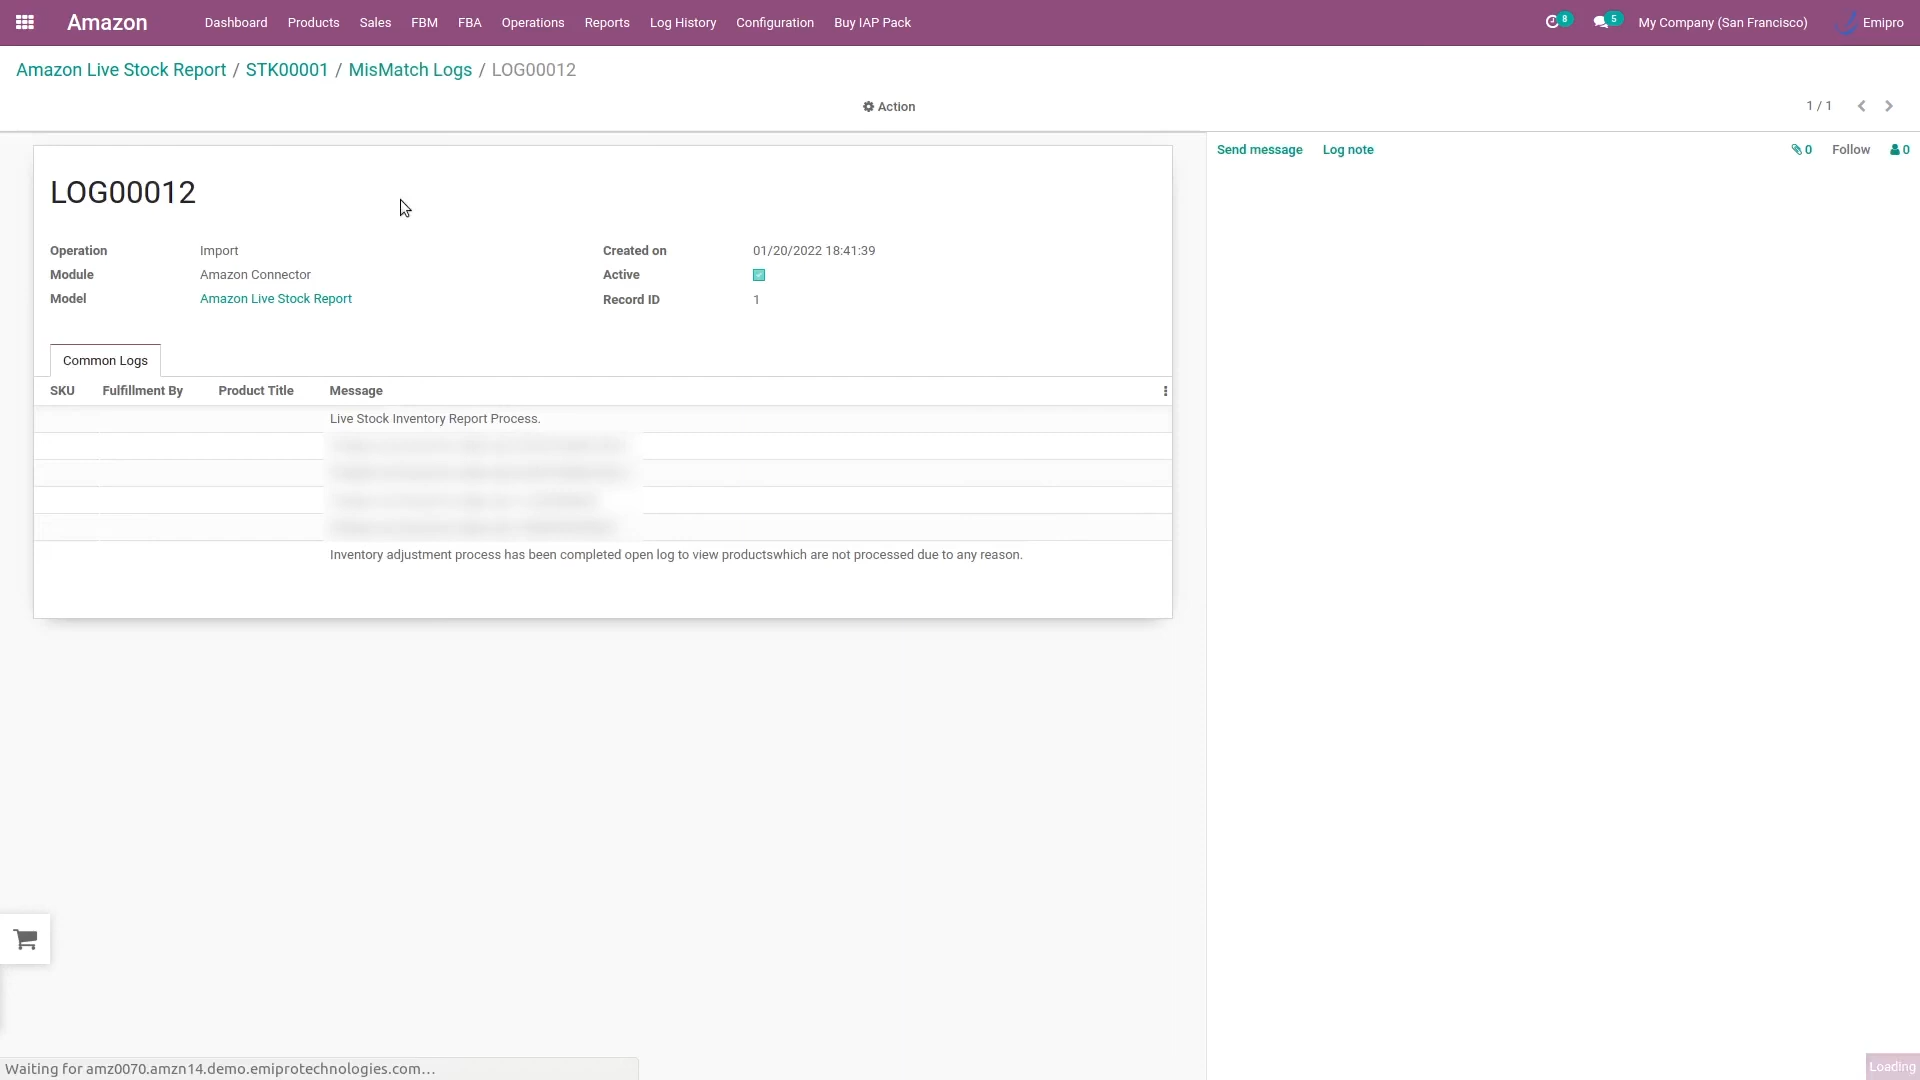 Amazon Dashboard Products Sales FBM FBA Operations Reports Log History Configuration Buy IAP Pack 8 5 My Company (San Francisco) Emipro
Amazon Live Stock Report / STK00001 / MisMatch Logs / LOG00012
Action 1 / 1
Send message Log note 0 Follow 0
LOG00012
Operation Import Created on 01/20/2022 18:41:39
Module Amazon Connector Active
Model Amazon Live Stock Report Record ID 1
Common Logs
SKU Fulfillment By Product Title Message
Live Stock Inventory Report Process.
Inventory adjustment process has been completed open log to view productswhich are not processed due to any reason.
Waiting for amz0070.amzn14.demo.emiprotechnologies.com…
Loading